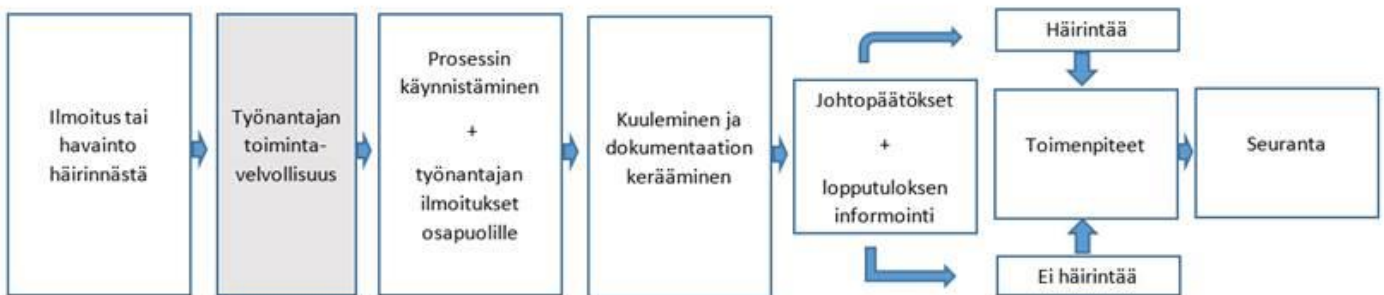 Ilmoitus tai
havainto
häirinnästä
Työnantajan
toiminta-
velvollisuus
Prosessin
käynnistäminen
+
työnantajan
ilmoitukset
osapuolille
Kuuleminen ja
dokumentaation
kerääminen
Johtopäätökset
+
lopputuloksen
informointi
Häirintää
Toimenpiteet
Ei häirintää
Seuranta